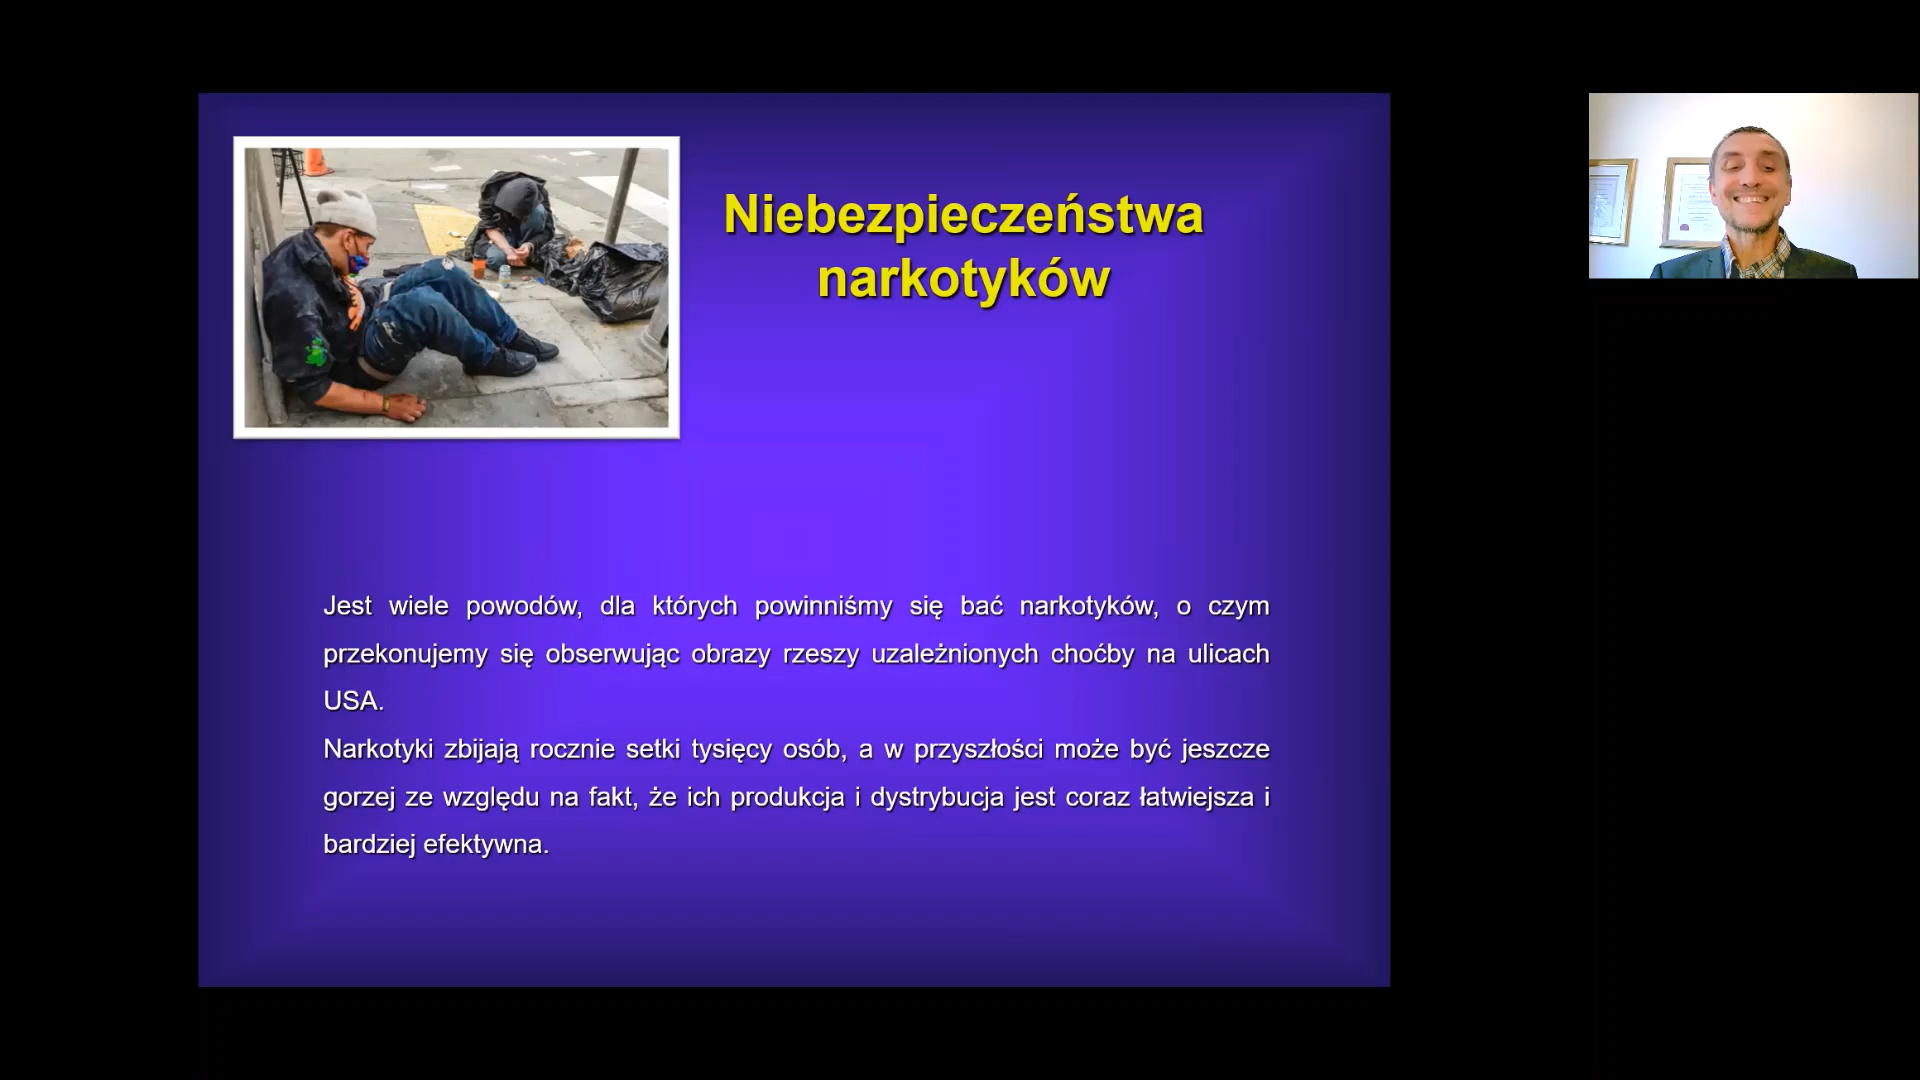 Niebezpieczeństwa
narkotyków
Jest wiele powodów, dla których powinniśmy się bać narkotyków, o czym
przekonujemy się obserwując obrazy rzeszy uzależnionych choćby na ulicach
USA.
Narkotyki zbijają rocznie setki tysięcy osób, a w przyszłości może być jeszcze
gorzej ze względu na fakt, że ich produkcja i dystrybucja jest coraz łatwiejsza i
bardziej efektywna.